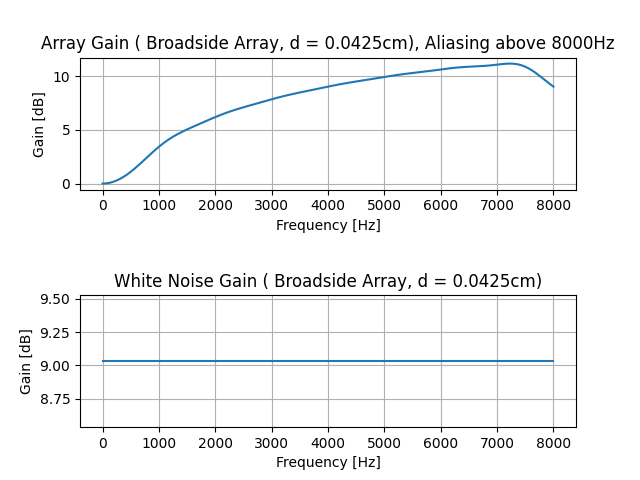 Array Gain ( Broadside Array, d = 0.0425cm), Aliasing above 8000Hz
10
5
0
Gain [dB]
0 1000 2000 3000 4000 5000 6000 7000 8000
Frequency [Hz]
White Noise Gain ( Broadside Array, d = 0.0425cm)
9.50
9.25
9.00
8.75
Gain [dB]
0 1000 2000 3000 4000 5000 6000 7000 8000
Frequency [Hz]